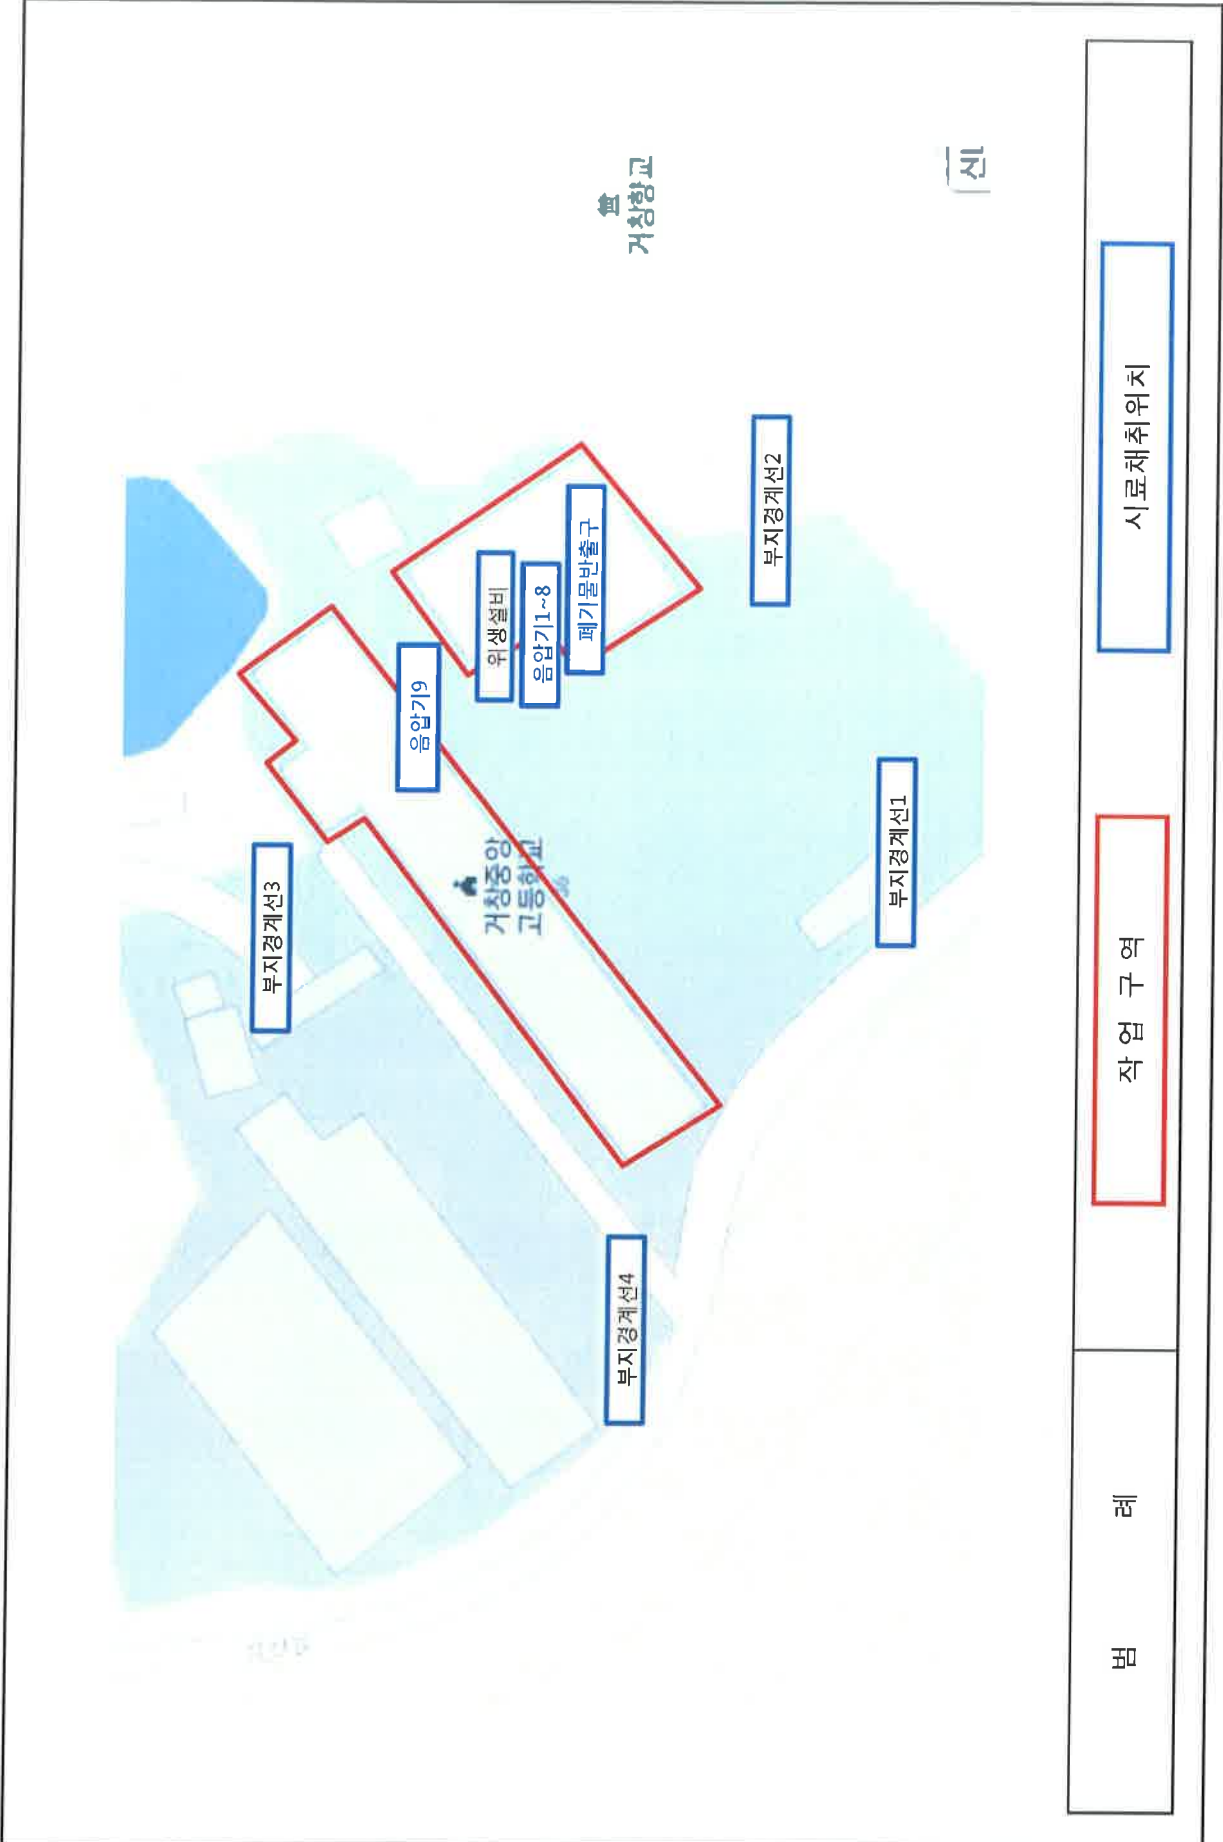 부지경계선3
거창중앙
고등학교
56
음압기9
위생설비
음압기1~8
폐기물반출구
거창향교
신
부지경계선4
부지경계선2
부지경계선1
범 례
작 업 구 역
시료채취위치